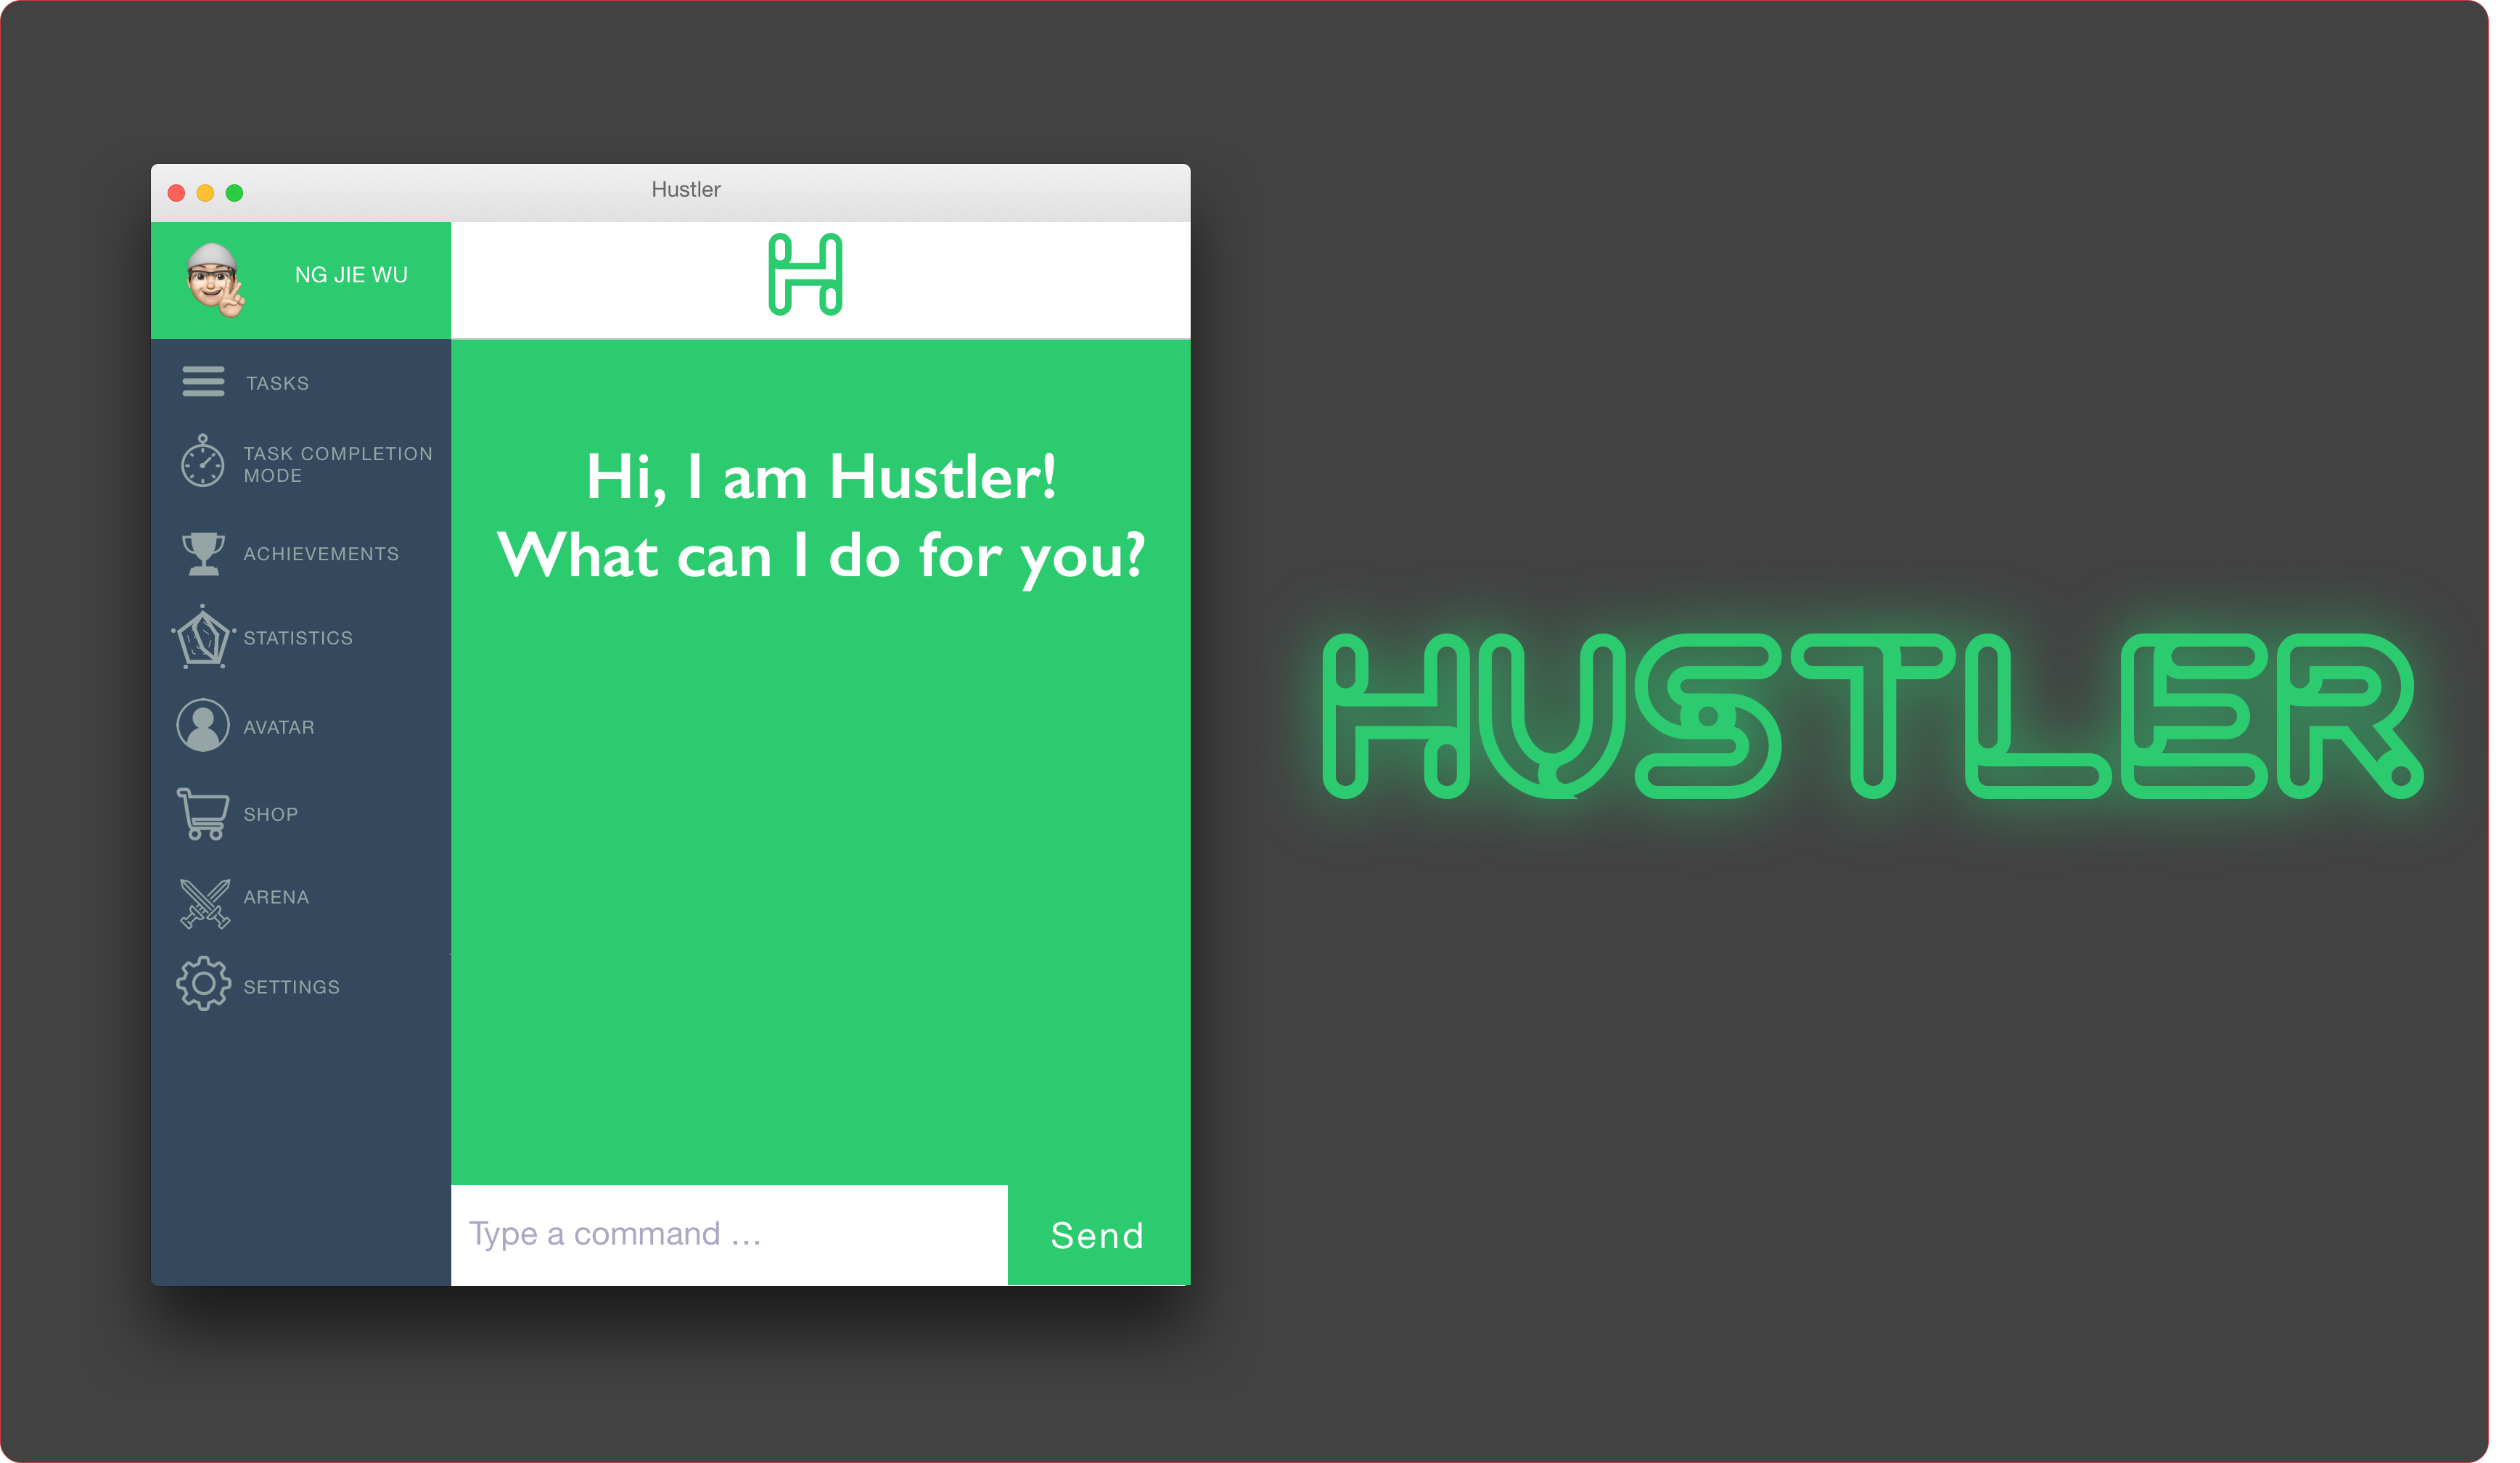 Hustler
NG JIE WU
H
TASKS
TASK COMPLETION
MODE
ACHIEVEMENTS
STATISTICS
AVATAR
SHOP
ARENA
SETTINGS
Hi, I am Hustler!
What can I do for you?
Type a command ...
Send
HUSTLER